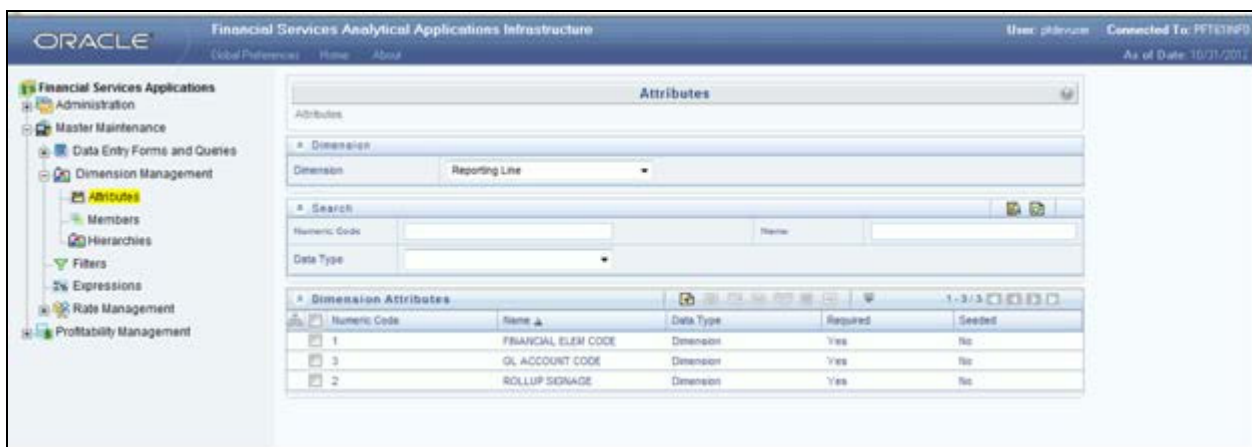 ORACLE
Financial Services Analytical Applications Infrastructure
Global Preferences Home About
User: Connected To:
As of Date: 10/31/2012
Financial Services Applications
Administration
Master Maintenance
Data Entry Forms and Queries
Dimension Management
Attributes
Members
Hierarchies
Filters
Expressions
Rate Management
Profitability Management
Attributes
Attributes
Dimension
Dimension Reporting Line
Search
Numeric Code Name
Data Type
Dimension Attributes 1-3/3
Numeric Code Name Data Type Required Seeded
1 FINANCIAL ELEM CODE Dimension Yes No
3 GL ACCOUNT CODE Dimension Yes No
2 ROLLUP SIGNAGE Dimension Yes No